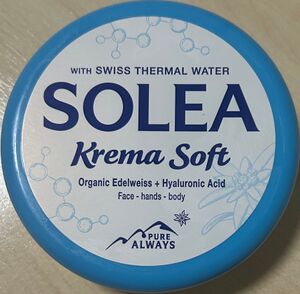 WITH SWISS THERMAL WATER
SOLEA
Krema Soft
Organic Edelweiss + Hyaluronic Acid
Face - hands - body
PURE
ALWAYS